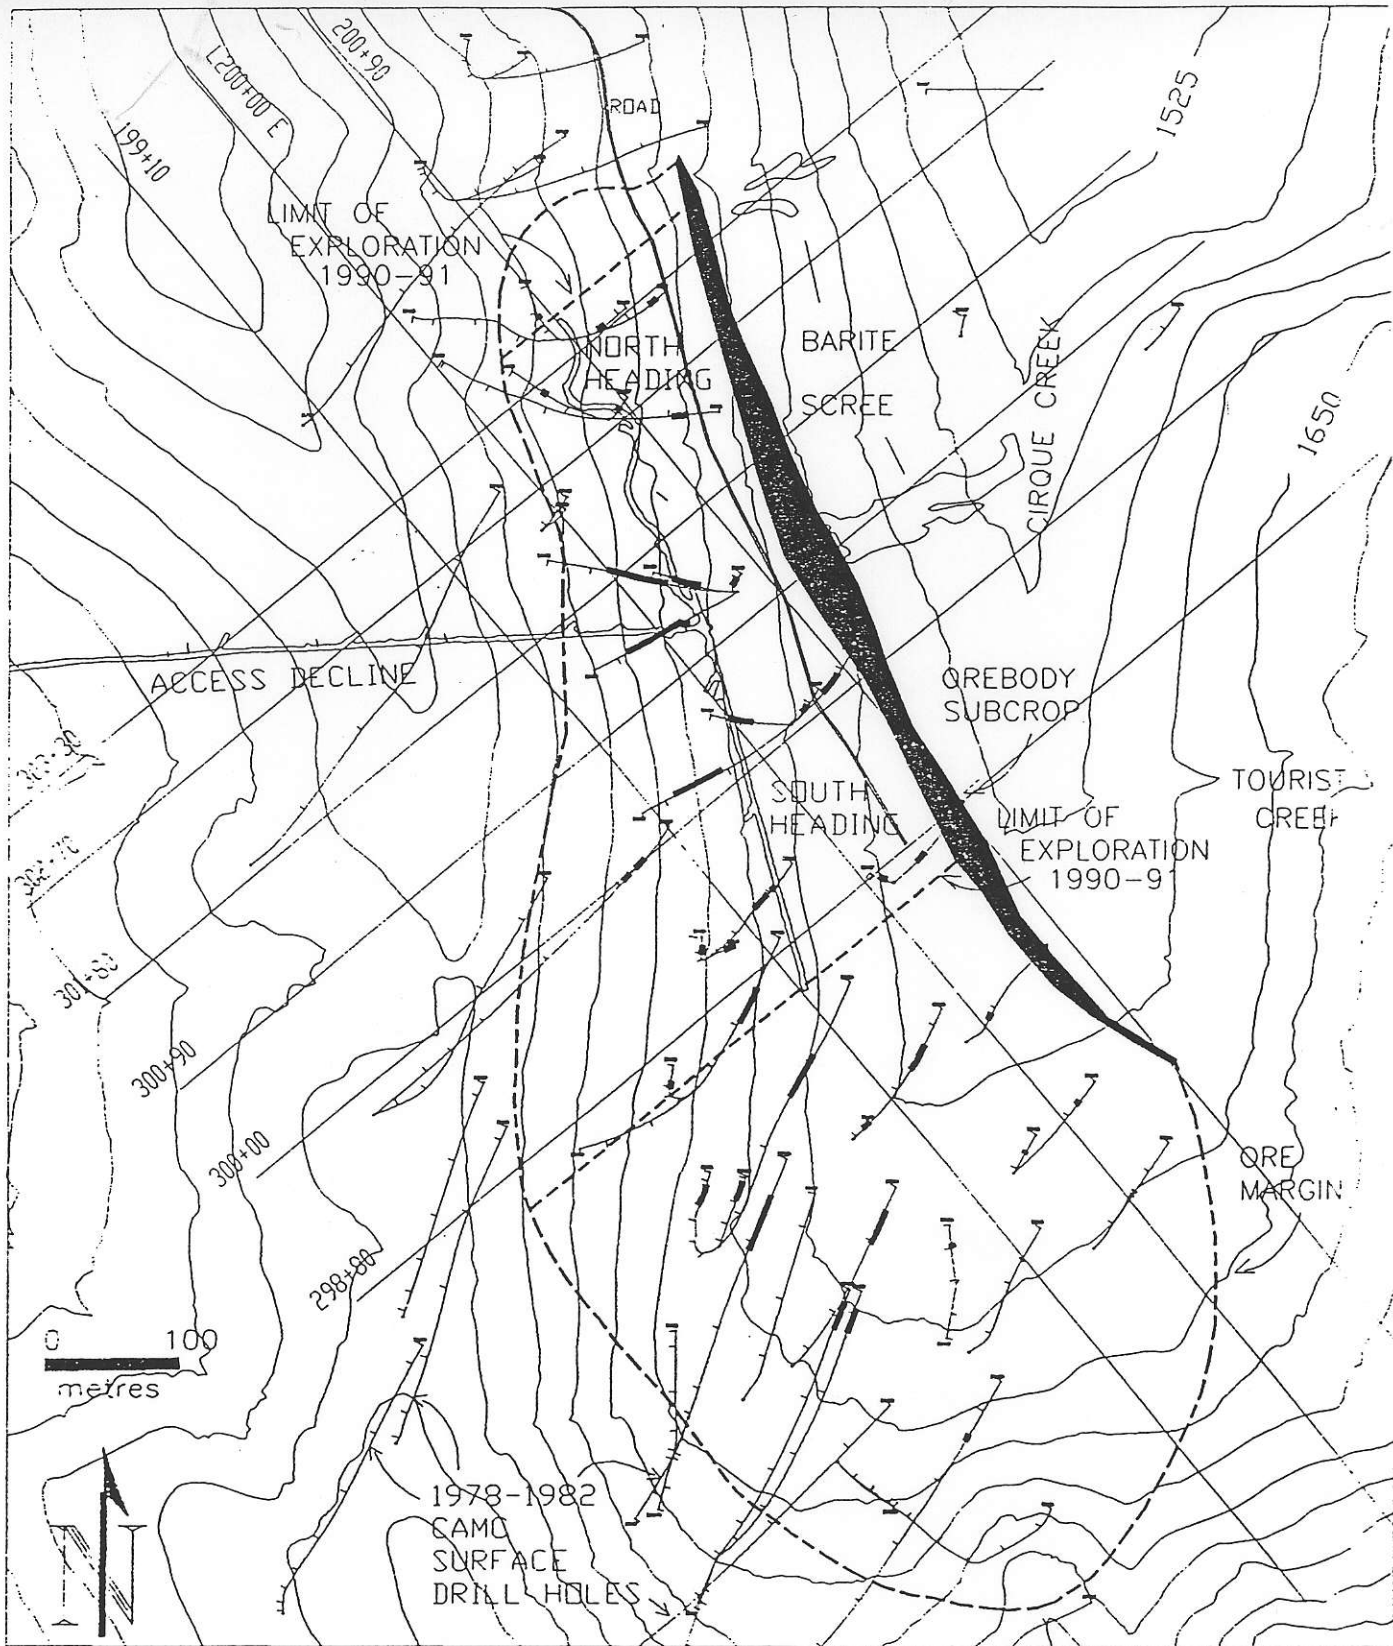 200+90
L200+00 E
199+10
ROAD
1525
LIMIT OF
EXPLORATION
1990-91
NORTH
HEADING
BARITE
SCREE
CIRQUE CREEK
1650
ACCESS DECLINE
OREBODY
SUBCROP
SOUTH
HEADING
LIMIT OF
EXPLORATION
1990-9
TOURIST
CREE
301+80
300+90
300+00
298+80
ORE
MARGIN
0 100
metres
1978-1982
CAMC
SURFACE
DRILL HOLES
N